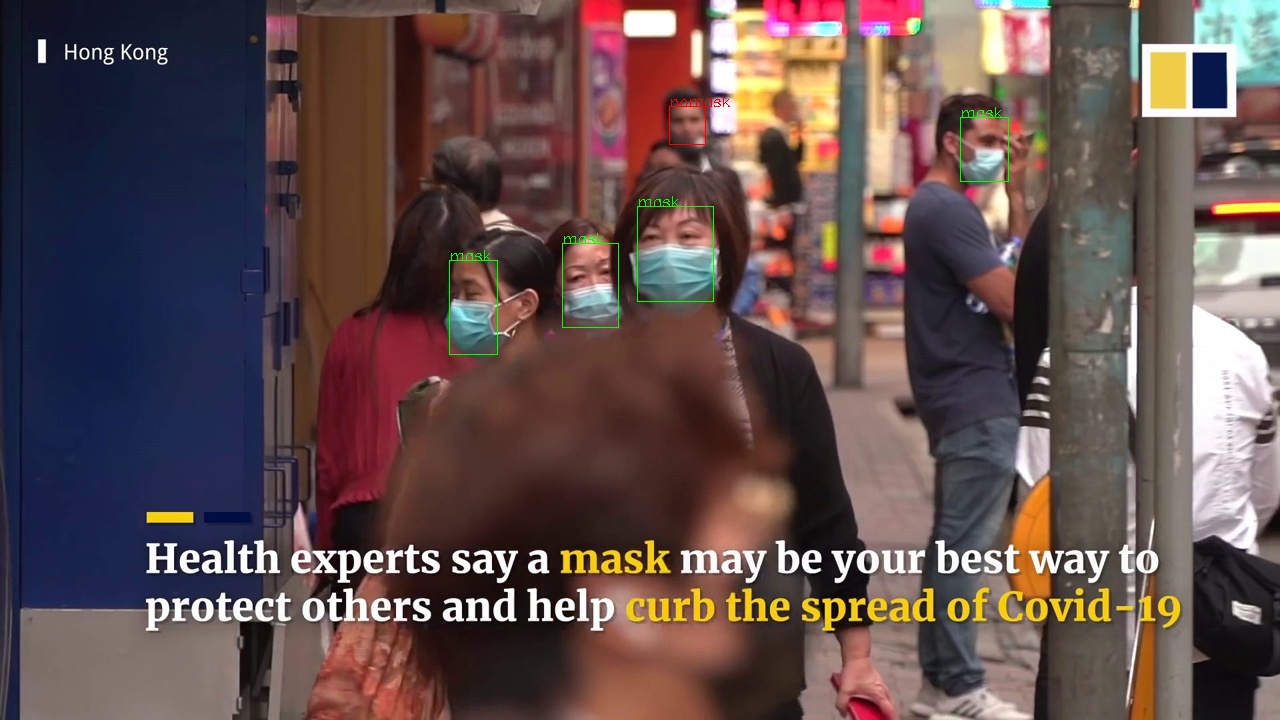 Hong Kong
nomask
mask
mask
mask
mask
mask
Health experts say a mask may be your best way to
protect others and help curb the spread of Covid-19